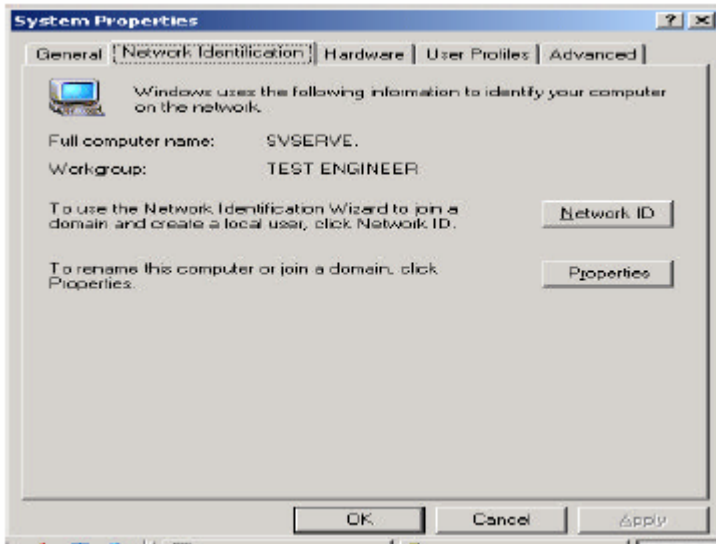 System Properties
General
Network Identification
Hardware
User Profiles
Advanced
Windows uses the following information to identify your computer
on the network.
Full computer name: SVSERVE.
Workgroup: TEST ENGINEER
To use the Network Identification Wizard to join a
domain and create a local user, click Network ID.
Network ID
To rename this computer or join a domain, click
Properties.
Properties
OK
Cancel
Apply